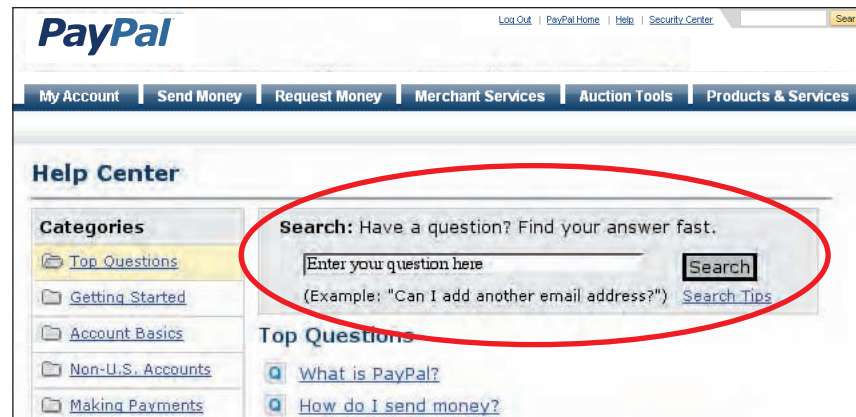 PayPal
Log Out | PayPal Home | Help | Security Center
My Account Send Money Request Money Merchant Services Auction Tools Products & Services
Help Center
Categories
Top Questions
Getting Started
Account Basics
Non-U.S. Accounts
Making Payments
Search: Have a question? Find your answer fast.
Enter your question here
Search
(Example: "Can I add another email address?") Search Tips
Top Questions
What is PayPal?
How do I send money?